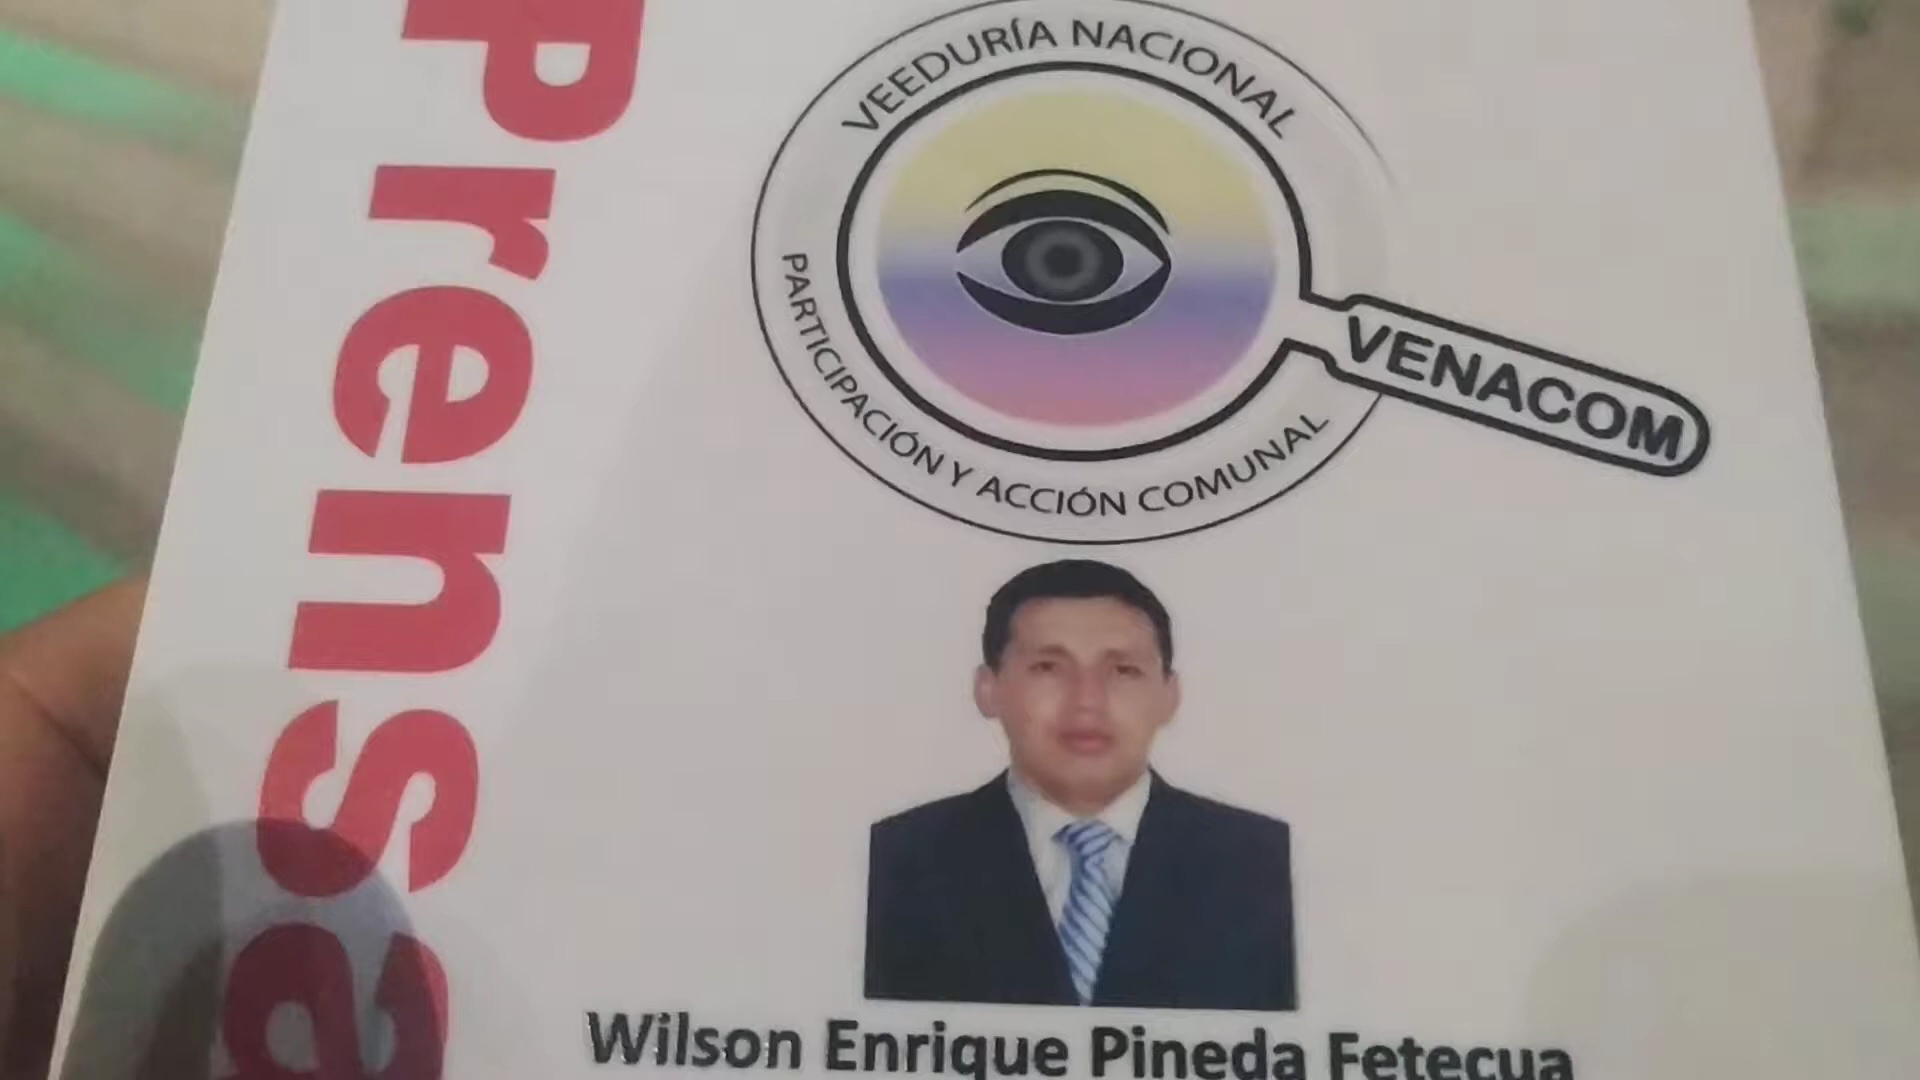 Prensa
VEEDURÍA NACIONAL
PARTICIPACIÓN Y ACCIÓN COMUNAL
VENACOM
Wilson Enrique Pineda Fetecua